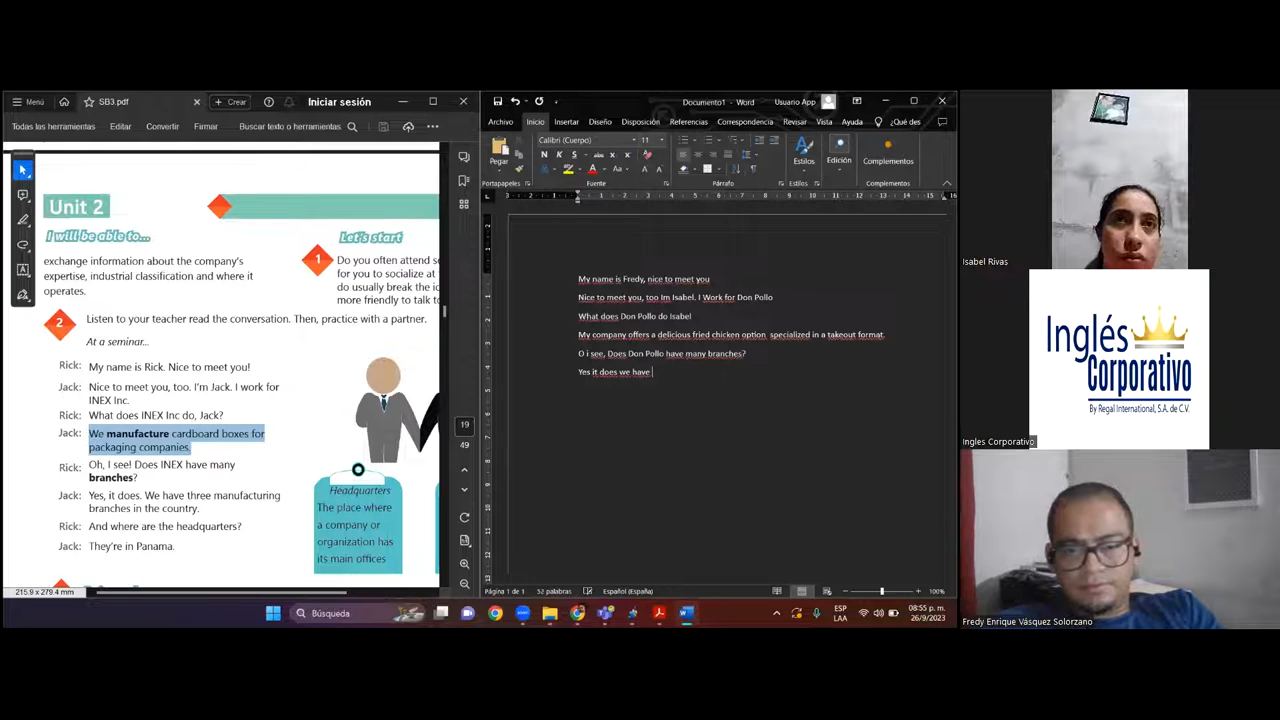 Menú
SB3.pdf
Crear
Iniciar sesión
Todas las herramientas
Editar
Convertir
Firmar
Buscar texto o herramientas
Unit 2
I will be able to...
exchange information about the company's
expertise, industrial classification and where it
operates.
Let's start
1
Do you often attend se
for you to socialize at
do usually break the ic
more friendly to talk to
2
Listen to your teacher read the conversation. Then, practice with a partner.
At a seminar...
Rick: My name is Rick. Nice to meet you!
Jack: Nice to meet you, too. I'm Jack. I work for
INEX Inc.
Rick: What does INEX Inc do, Jack?
Jack: We manufacture cardboard boxes for
packaging companies.
Rick: Oh, I see! Does INEX have many
branches?
Jack: Yes, it does. We have three manufacturing
branches in the country.
Rick: And where are the headquarters?
Jack: They're in Panama.
Headquarters
The place where
a company or
organization has
its main offices
19
49
215.9 x 279.4 mm
Documento1 - Word
Usuario App
Archivo
Inicio
Insertar
Diseño
Disposición
Referencias
Correspondencia
Revisar
Vista
Ayuda
¿Qué des
Pegar
Calibri (Cuerpo)
11
N K S abc x x
Estilos
Edición
Complementos
Portapapeles
Fuente
Párrafo
Estilos
Complementos
My name is Fredy, nice to meet you
Nice to meet you, too Im Isabel. I Work for Don Pollo
What does Don Pollo do Isabel
My company offers a delicious fried chicken option specialized in a takeout format.
O i see, Does Don Pollo have many branches?
Yes it does we have
Página 1 de 1
52 palabras
Español (España)
100%
Búsqueda
ESP
LAA
08:55 p. m.
26/9/2023
Isabel Rivas
Inglés
Corporativo
By Regal International, S.A. de C.V.
Ingles Corporativo
Fredy Enrique Vásquez Solorzano